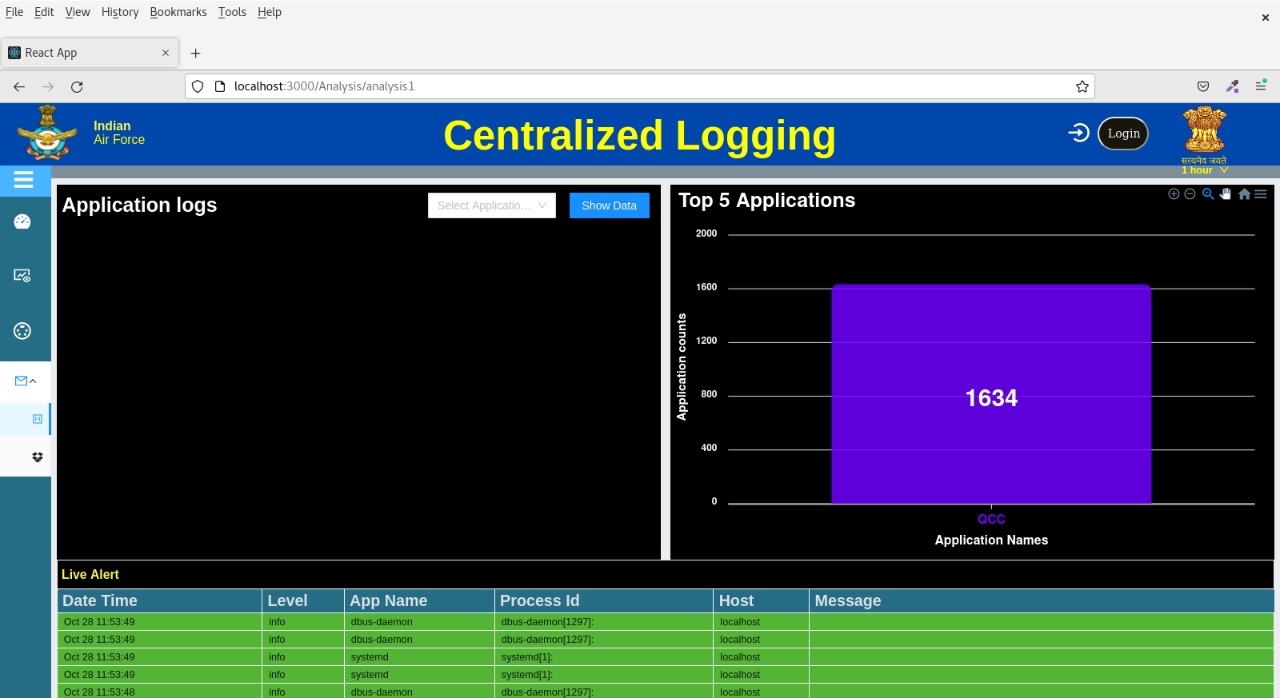 File Edit View History Bookmarks Tools Help
React App
localhost:3000/Analysis/analysis1
Indian
Air Force
Centralized Logging
Login
सत्यमेव जयते
1 hour
Application logs
Select Applicatio...
Show Data
Top 5 Applications
2000
1600
1200
800
400
0
Application counts
1634
QCC
Application Names
Live Alert
Date Time Level App Name Process Id Host Message
Oct 28 11:53:49 info dbus-daemon dbus-daemon[1297]: localhost
Oct 28 11:53:49 info dbus-daemon dbus-daemon[1297]: localhost
Oct 28 11:53:49 info systemd systemd[1]: localhost
Oct 28 11:53:49 info systemd systemd[1]: localhost
Oct 28 11:53:48 info dbus-daemon dbus-daemon[1297]: localhost